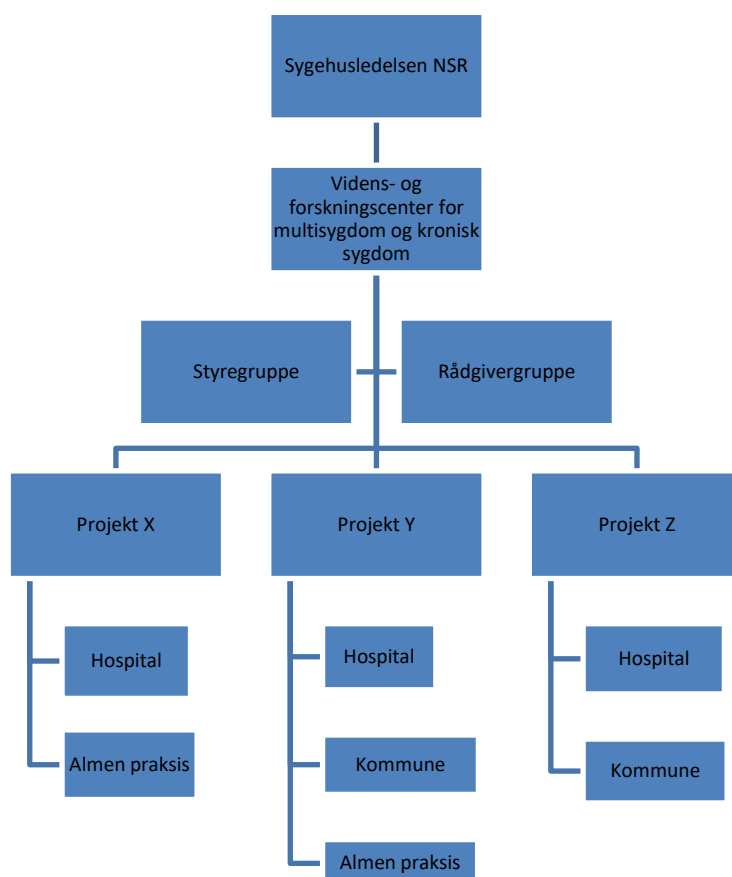 Sygehusledelsen NSR
Videns- og
forskningscenter for
multisygdom og kronisk
sygdom
Styregruppe
Rådgivergruppe
Projekt X
Projekt Y
Projekt Z
Hospital
Almen praksis
Hospital
Kommune
Almen praksis
Hospital
Kommune